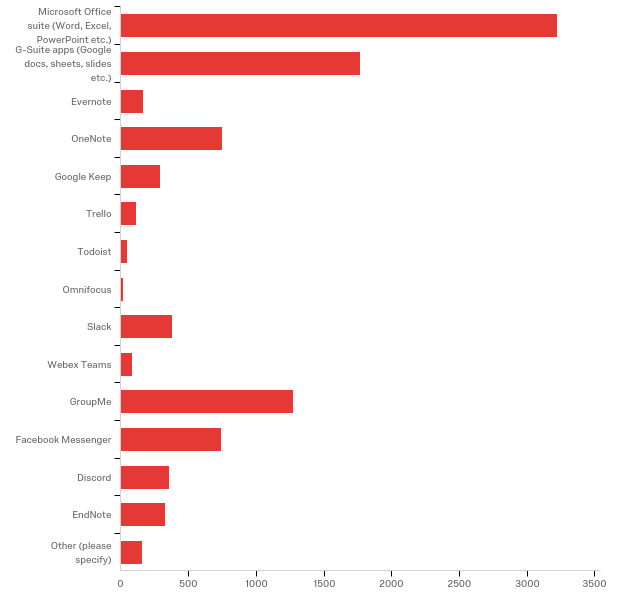 Microsoft Office
suite (Word, Excel,
PowerPoint etc.)
G-Suite apps (Google
docs, sheets, slides
etc.)
Evernote
OneNote
Google Keep
Trello
Todoist
Omnifocus
Slack
Webex Teams
GroupMe
Facebook Messenger
Discord
EndNote
Other (please
specify)
0 500 1000 1500 2000 2500 3000 3500